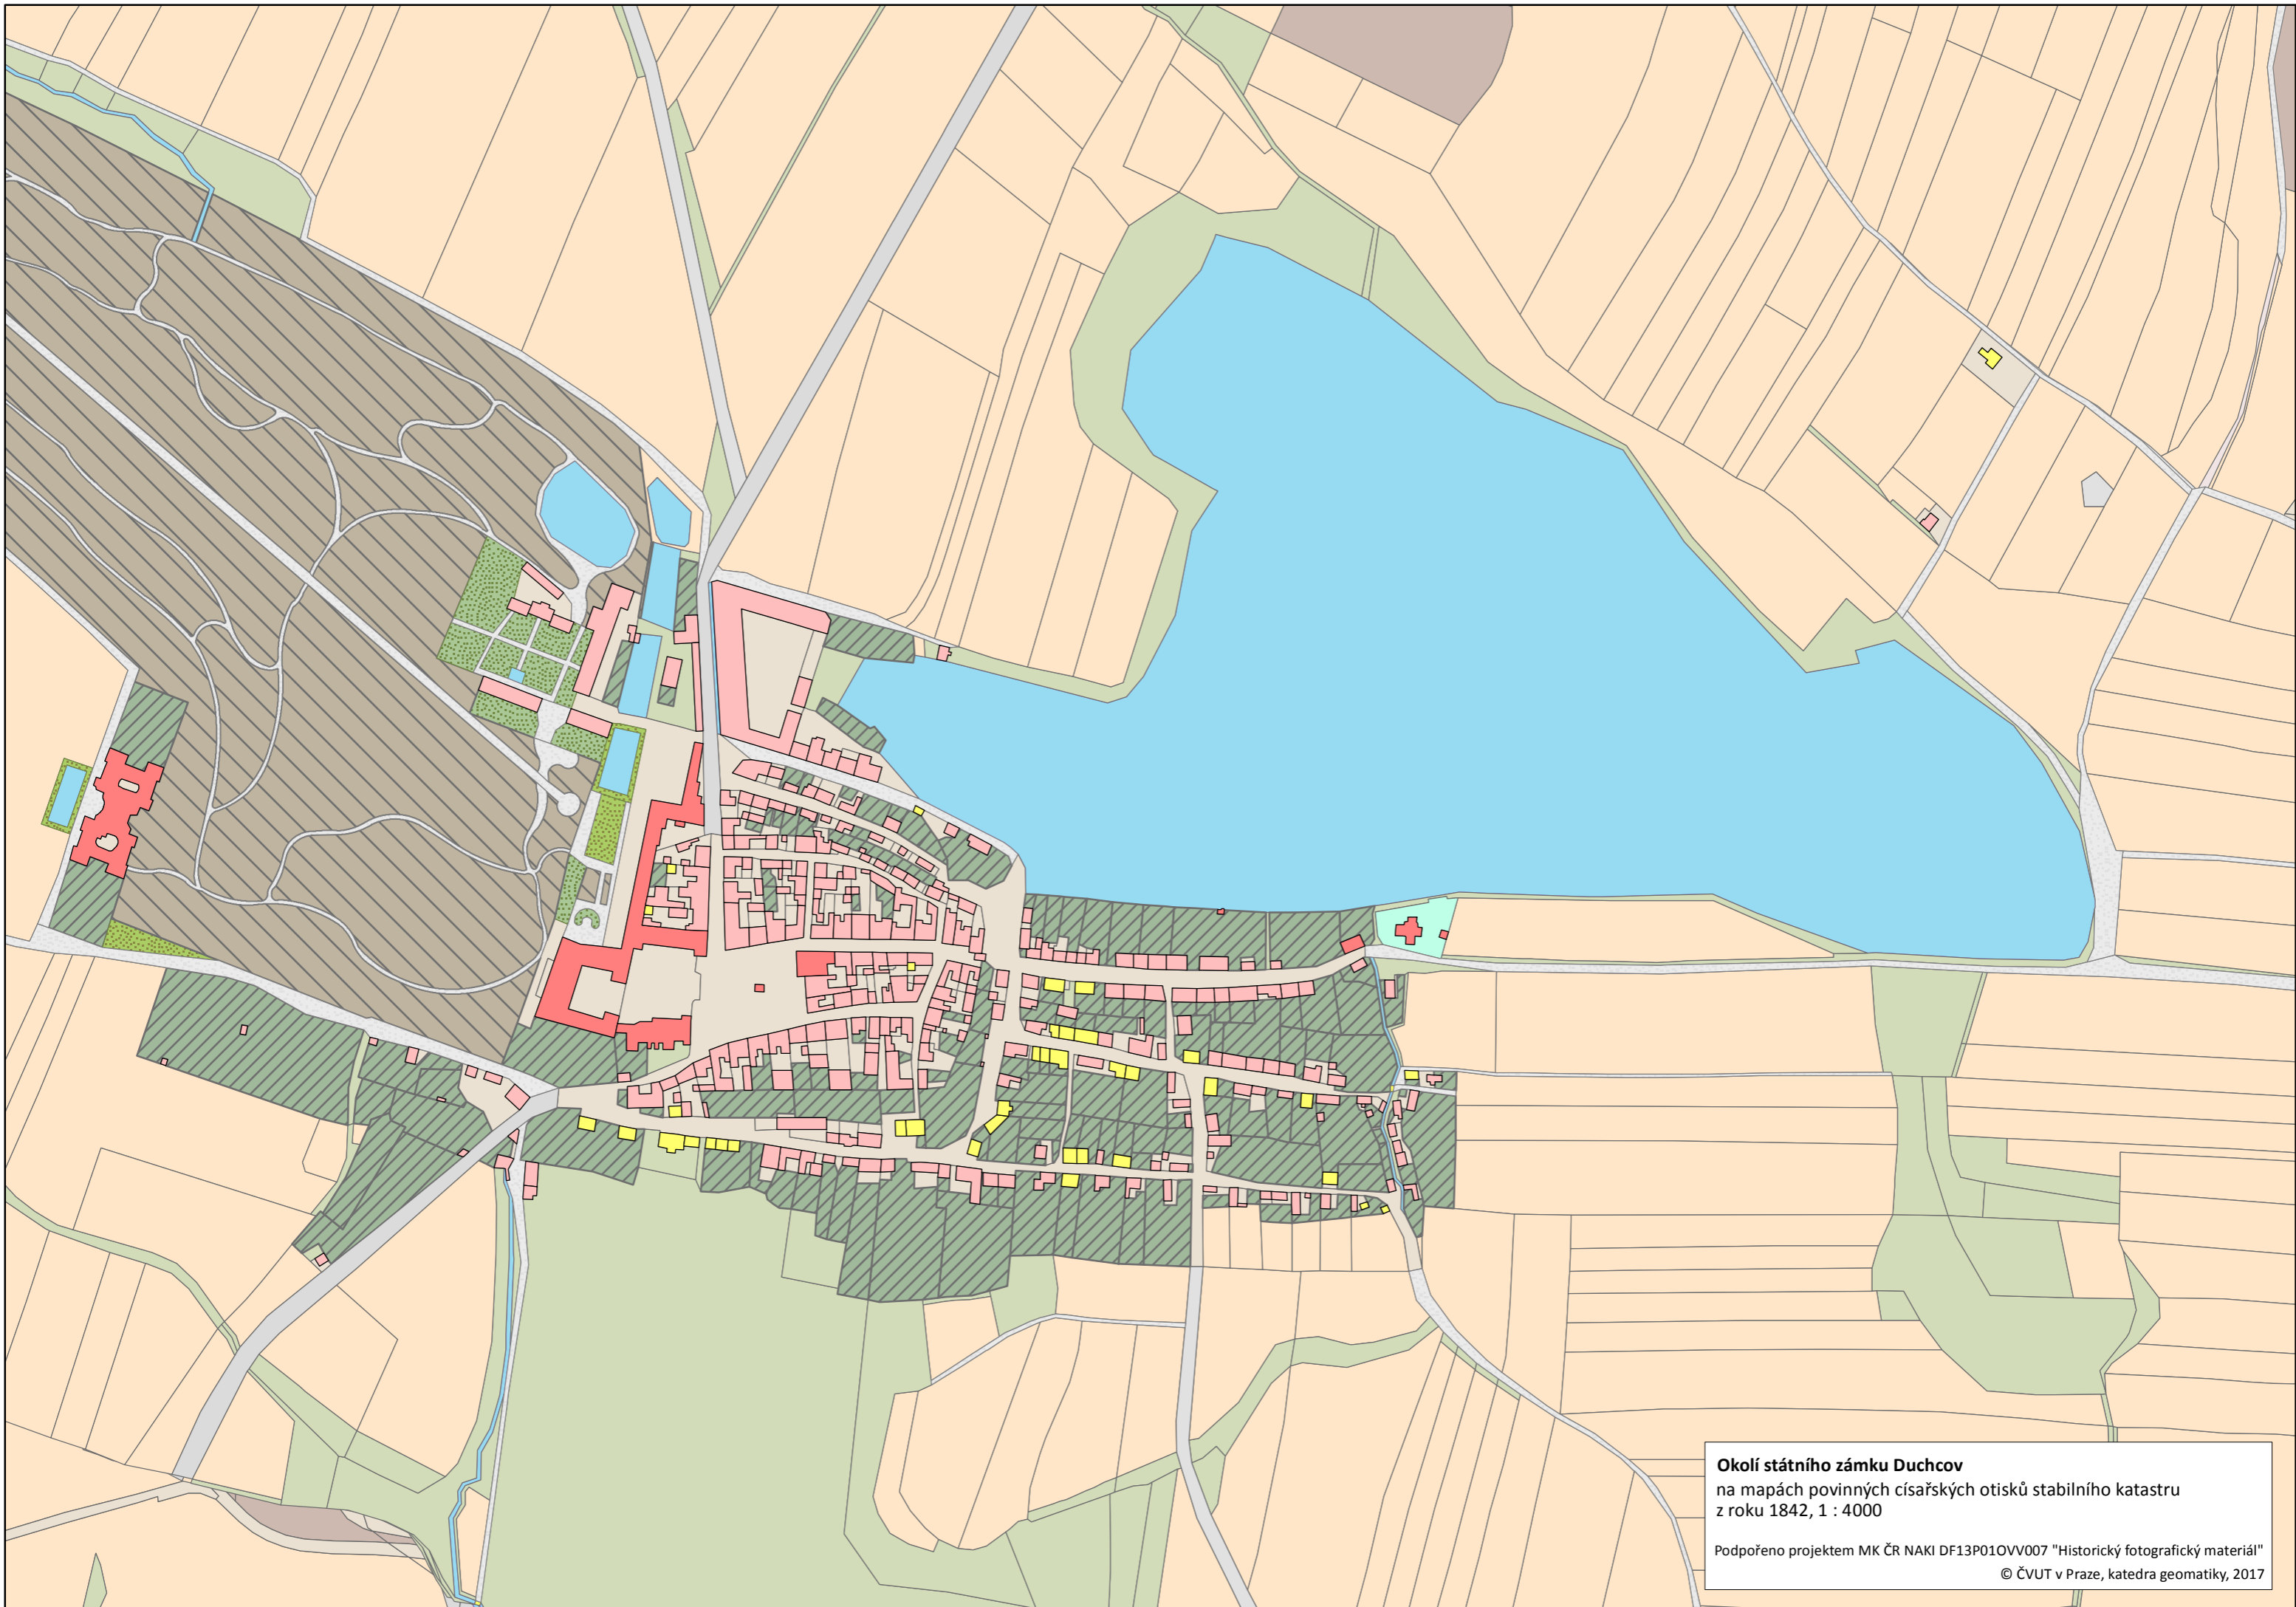 Okolí státního zámku Duchcov
na mapách povinných císařských otisků stabilního katastru
z roku 1842, 1 : 4000
Podpořeno projektem MK ČR NAKI DF13P01OVV007 "Historický fotografický materiál"
© ČVUT v Praze, katedra geomatiky, 2017